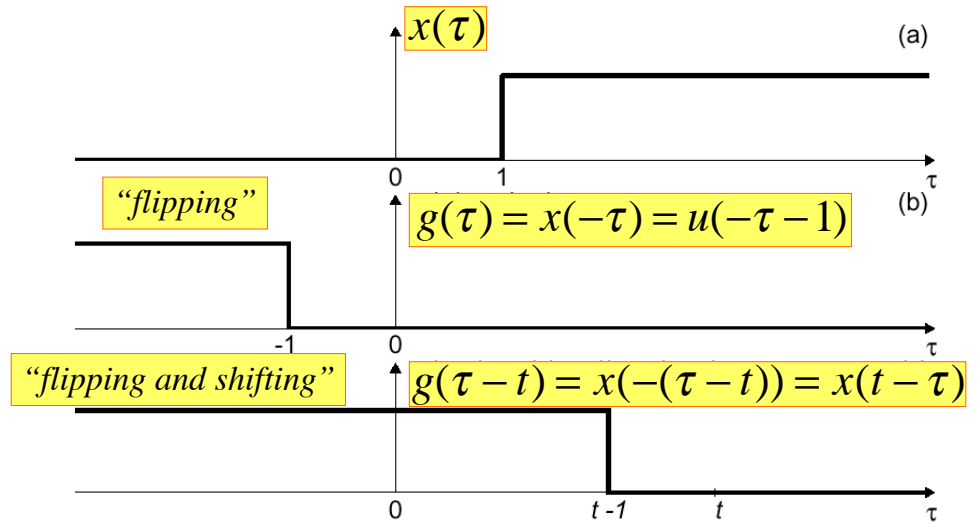 x(τ)
(a)
0 1 τ
“flipping”
g(τ) = x(−τ) = u(−τ − 1)
(b)
-1 0 τ
“flipping and shifting”
g(τ − t) = x(−(τ − t)) = x(t − τ)
0 t -1 t τ